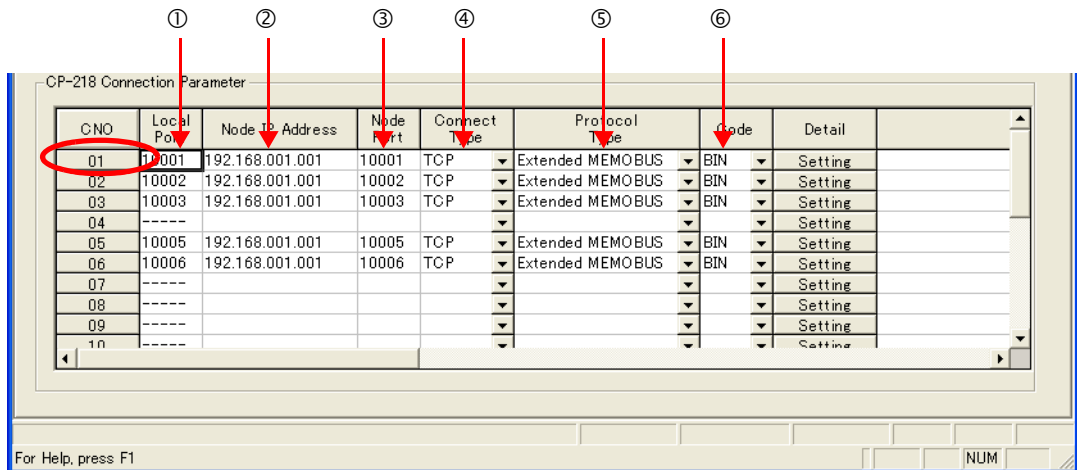 ① ② ③ ④ ⑤ ⑥
CP-218 Connection Parameter
CNO Local Port Node IP Address Node Port Connect Type Protocol Type Code Detail
01 10001 192.168.001.001 10001 TCP Extended MEMOBUS BIN Setting
02 10002 192.168.001.001 10002 TCP Extended MEMOBUS BIN Setting
03 10003 192.168.001.001 10003 TCP Extended MEMOBUS BIN Setting
04 ----- Setting
05 10005 192.168.001.001 10005 TCP Extended MEMOBUS BIN Setting
06 10006 192.168.001.001 10006 TCP Extended MEMOBUS BIN Setting
07 ----- Setting
08 ----- Setting
09 ----- Setting
10 ----- Setting
For Help, press F1 NUM